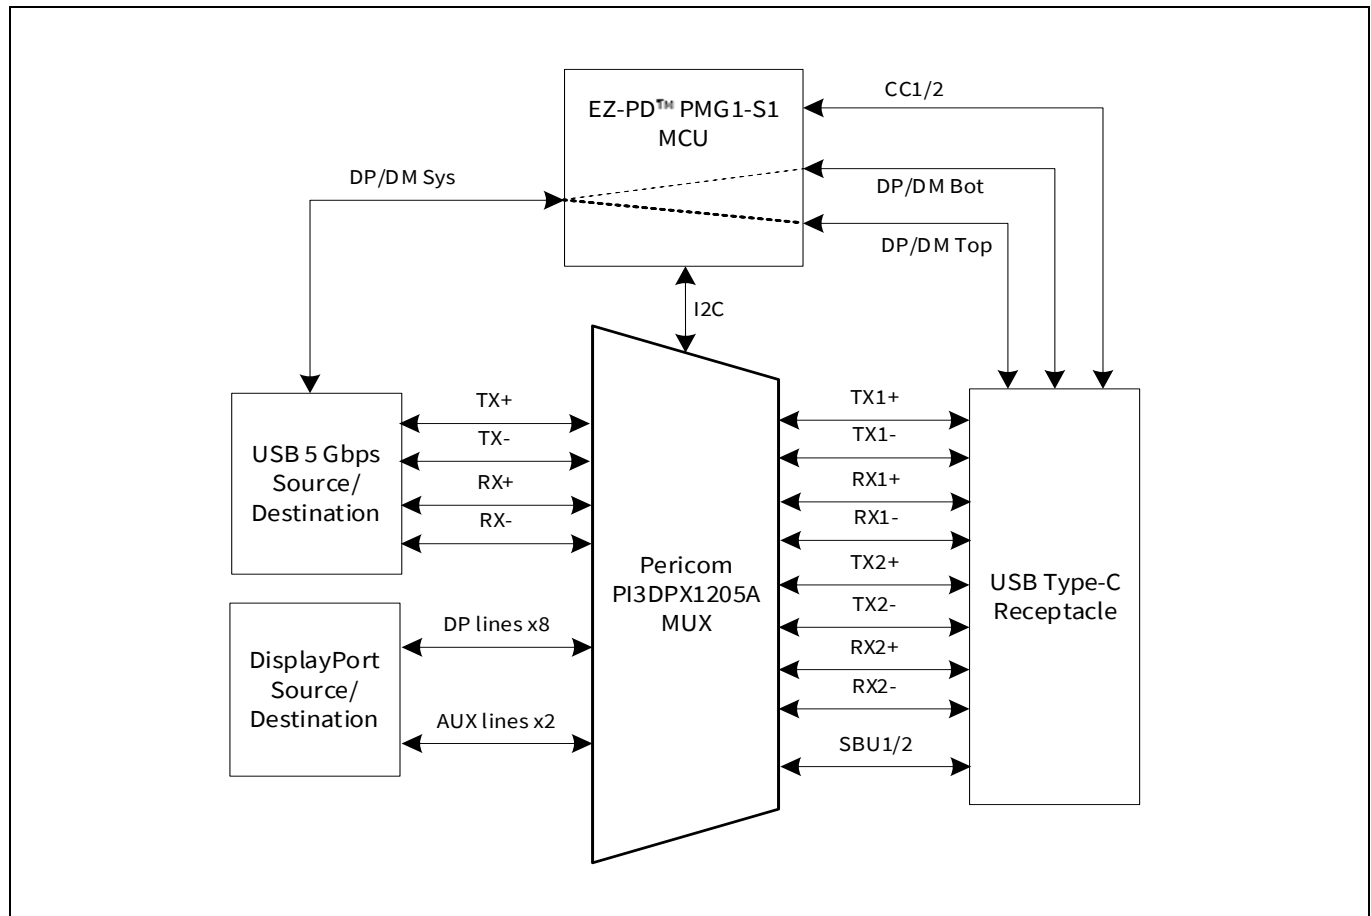 EZ-PD™ PMG1-S1
MCU
CC1/2
DP/DM Sys
DP/DM Bot
DP/DM Top
I2C
USB 5 Gbps
Source/
Destination
TX+
TX-
RX+
RX-
DisplayPort
Source/
Destination
DP lines x8
AUX lines x2
Pericom
PI3DPX1205A
MUX
TX1+
TX1-
RX1+
RX1-
TX2+
TX2-
RX2+
RX2-
SBU1/2
USB Type-C
Receptacle